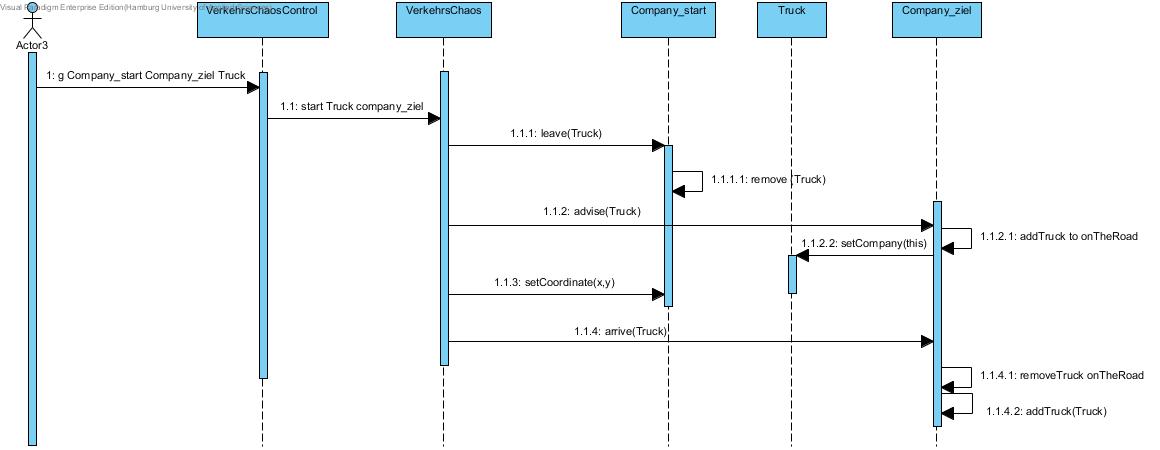 Visual Paradigm Enterprise Edition(Hamburg University of
Actor3
VerkehrsChaosControl
VerkehrsChaos
Company_start
Truck
Company_ziel
1: g Company_start Company_ziel Truck
1.1: start Truck company_ziel
1.1.1: leave(Truck)
1.1.1.1: remove (Truck)
1.1.2: advise(Truck)
1.1.2.1: addTruck to onTheRoad
1.1.2.2: setCompany(this)
1.1.3: setCoordinate(x,y)
1.1.4: arrive(Truck)
1.1.4.1: removeTruck onTheRoad
1.1.4.2: addTruck(Truck)